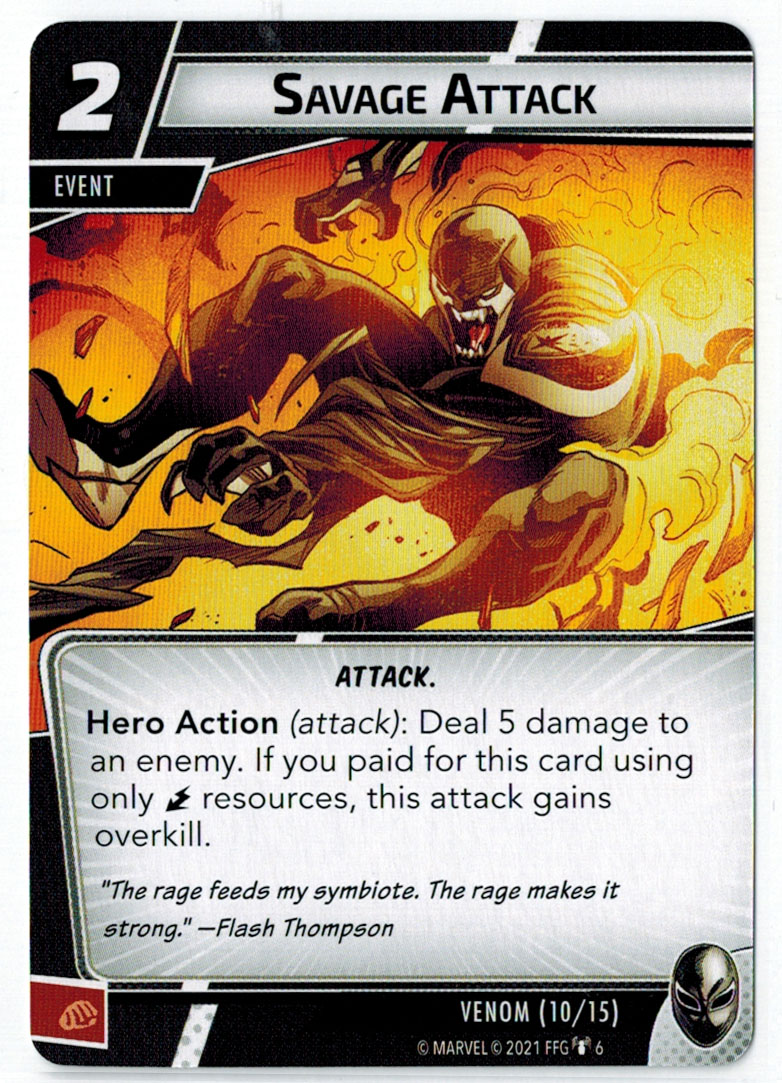 2
SAVAGE ATTACK
EVENT
ATTACK.
Hero Action (attack): Deal 5 damage to
an enemy. If you paid for this card using
only resources, this attack gains
overkill.
"The rage feeds my symbiote. The rage makes it
strong." —Flash Thompson
VENOM (10/15)
© MARVEL © 2021 FFG 6